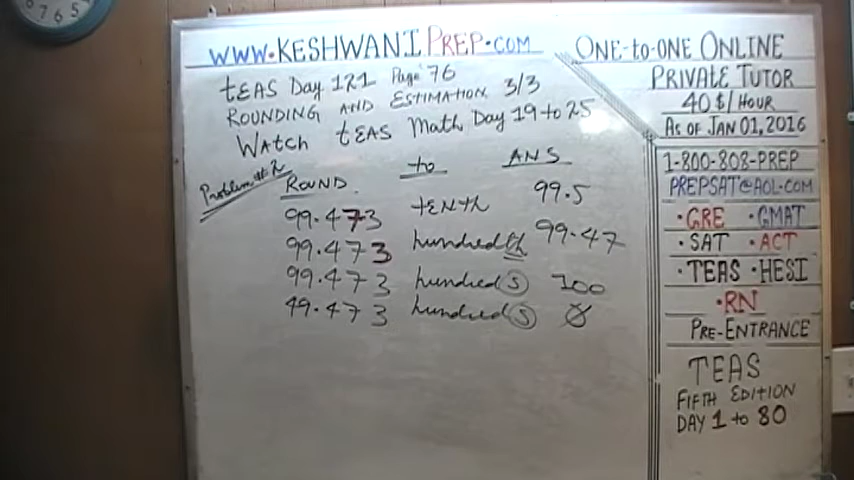 7 6 5
WWW.KESHWANIPREP.COM
tEAS Day 121 Page 76
ROUNDING AND ESTIMATION 3/3
WAtch tEAS Math Day 19 to 25
Problem # 2
ROUND to ANS
99.473 tENth 99.5
99.473 hundredth 99.47
99.473 hundreds 100
49.473 hundreds 0
ONE-to-ONE ONLINE
PRIVATE TUTOR
40 $/HOUR
AS OF JAN 01, 2016
1-800-808-PREP
PREPSAT@AOL.COM
•GRE •GMAT
•SAT •ACT
•TEAS •HESI
•RN
PRE-ENTRANCE
TEAS
FIFTH EDITION
DAY 1 to 80